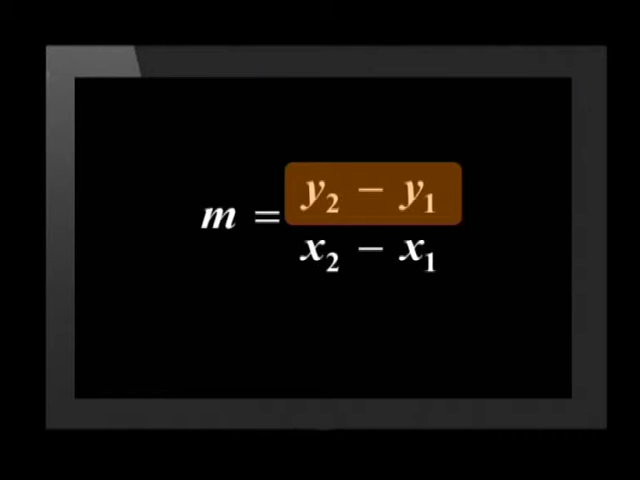 m = y₂ − y₁
x₂ − x₁